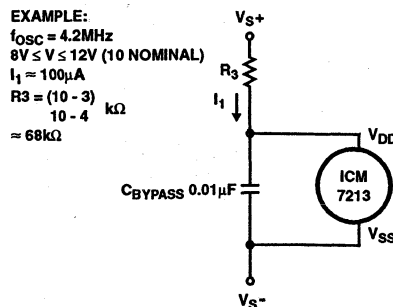 EXAMPLE:
fOSC = 4.2MHz
8V ≤ V ≤ 12V (10 NOMINAL)
I1 ≈ 100μA
R3 = (10 - 3) kΩ
10 - 4
≈ 68kΩ
VS+
R3
I1
VDD
CBYPASS 0.01μF
ICM
7213
VSS
VS-